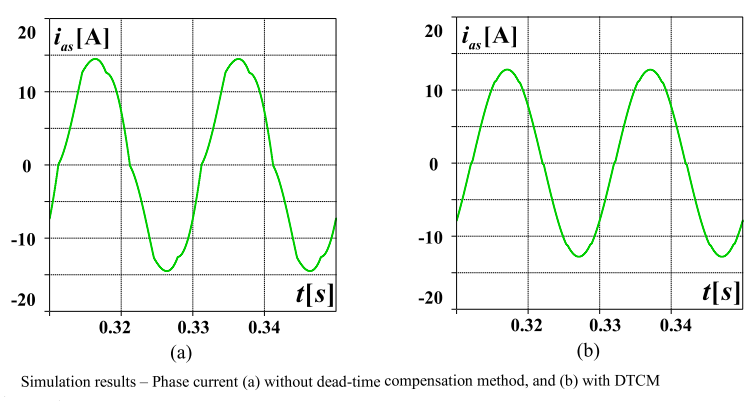 20
i_as[A]
10
0
-10
-20
t[s]
0.32 0.33 0.34
(a)
20
i_as[A]
10
0
-10
-20
t[s]
0.32 0.33 0.34
(b)
Simulation results – Phase current (a) without dead-time compensation method, and (b) with DTCM